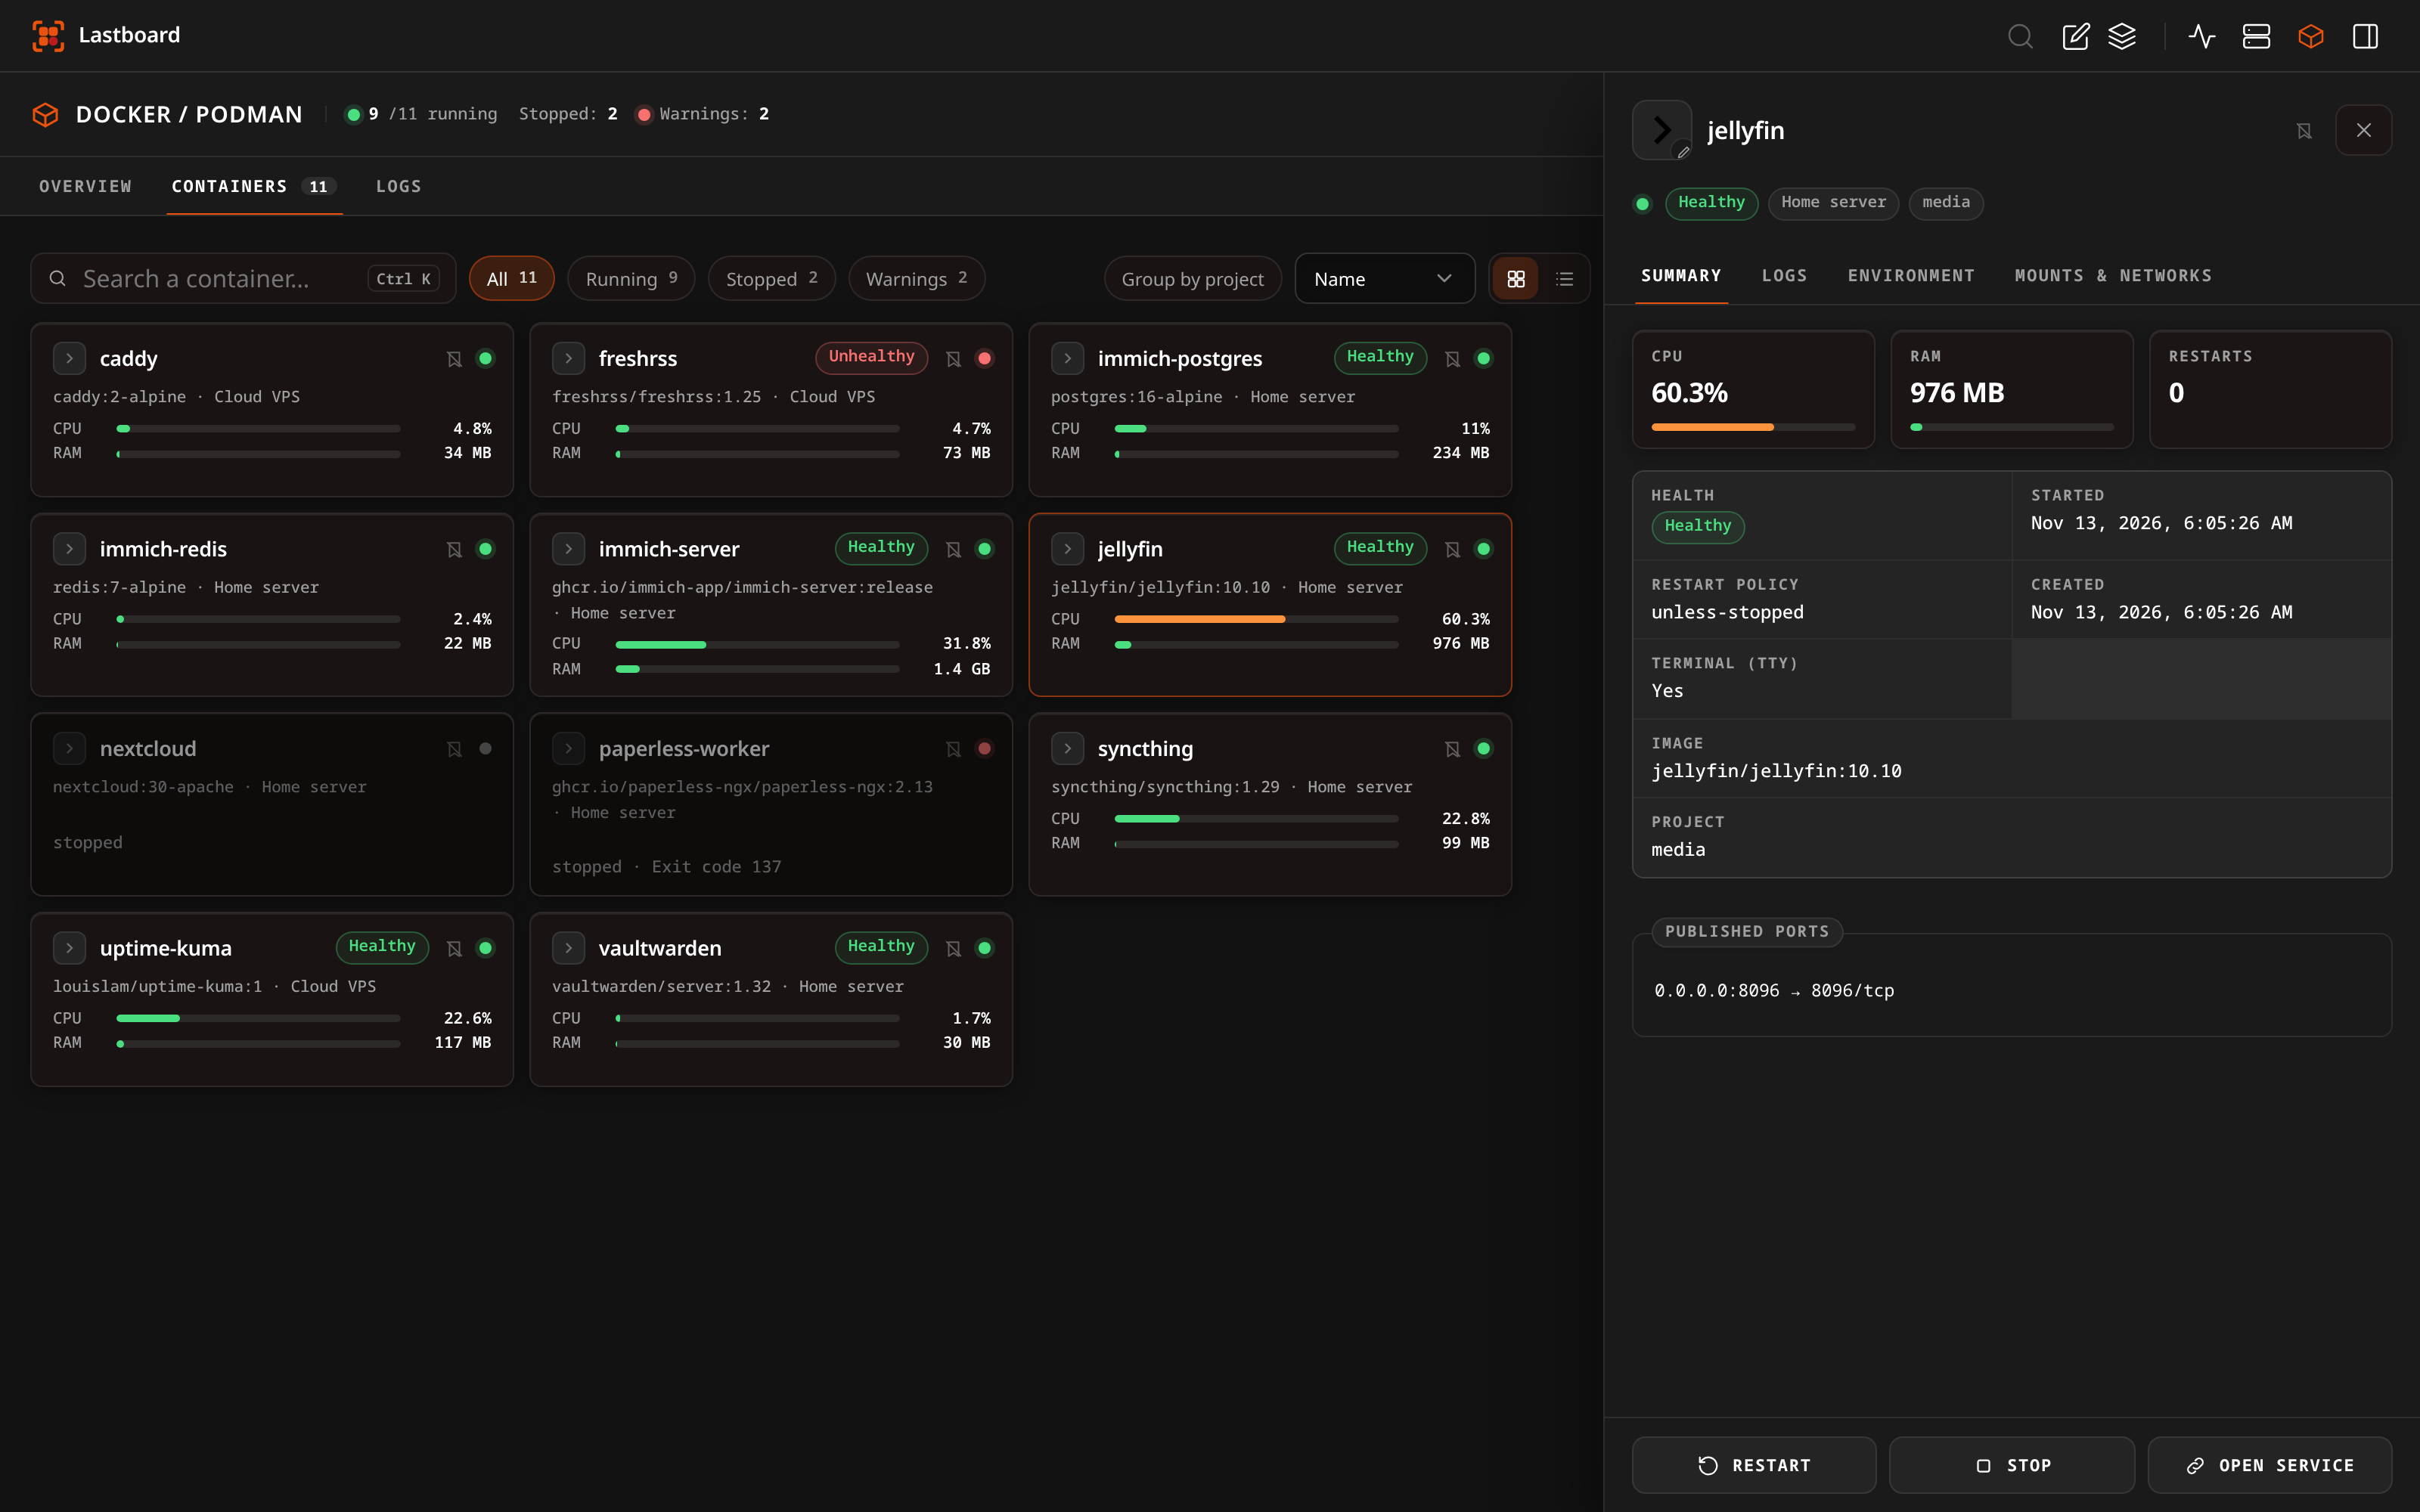 Lastboard
DOCKER / PODMAN
9 /11 running Stopped: 2 Warnings: 2
OVERVIEW CONTAINERS 11 LOGS
Search a container... Ctrl K
All 11 Running 9 Stopped 2 Warnings 2
Group by project Name
caddy
caddy:2-alpine · Cloud VPS
CPU 4.8%
RAM 34 MB
freshrss Unhealthy
freshrss/freshrss:1.25 · Cloud VPS
CPU 4.7%
RAM 73 MB
immich-postgres Healthy
postgres:16-alpine · Home server
CPU 11%
RAM 234 MB
immich-redis
redis:7-alpine · Home server
CPU 2.4%
RAM 22 MB
immich-server Healthy
ghcr.io/immich-app/immich-server:release
· Home server
CPU 31.8%
RAM 1.4 GB
jellyfin Healthy
jellyfin/jellyfin:10.10 · Home server
CPU 60.3%
RAM 976 MB
nextcloud
nextcloud:30-apache · Home server
stopped
paperless-worker
ghcr.io/paperless-ngx/paperless-ngx:2.13
· Home server
stopped · Exit code 137
syncthing
syncthing/syncthing:1.29 · Home server
CPU 22.8%
RAM 99 MB
uptime-kuma Healthy
louislam/uptime-kuma:1 · Cloud VPS
CPU 22.6%
RAM 117 MB
vaultwarden Healthy
vaultwarden/server:1.32 · Home server
CPU 1.7%
RAM 30 MB
jellyfin
Healthy Home server media
SUMMARY LOGS ENVIRONMENT MOUNTS & NETWORKS
CPU
60.3%
RAM
976 MB
RESTARTS
0
HEALTH
Healthy
STARTED
Nov 13, 2026, 6:05:26 AM
RESTART POLICY
unless-stopped
CREATED
Nov 13, 2026, 6:05:26 AM
TERMINAL (TTY)
Yes
IMAGE
jellyfin/jellyfin:10.10
PROJECT
media
PUBLISHED PORTS
0.0.0.0:8096 → 8096/tcp
RESTART STOP OPEN SERVICE